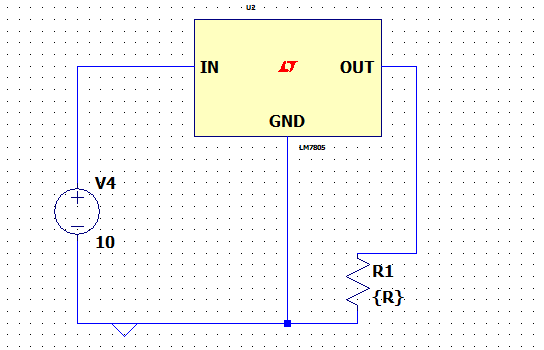 U2
IN
OUT
GND
LM7805
V4
10
R1
{R}